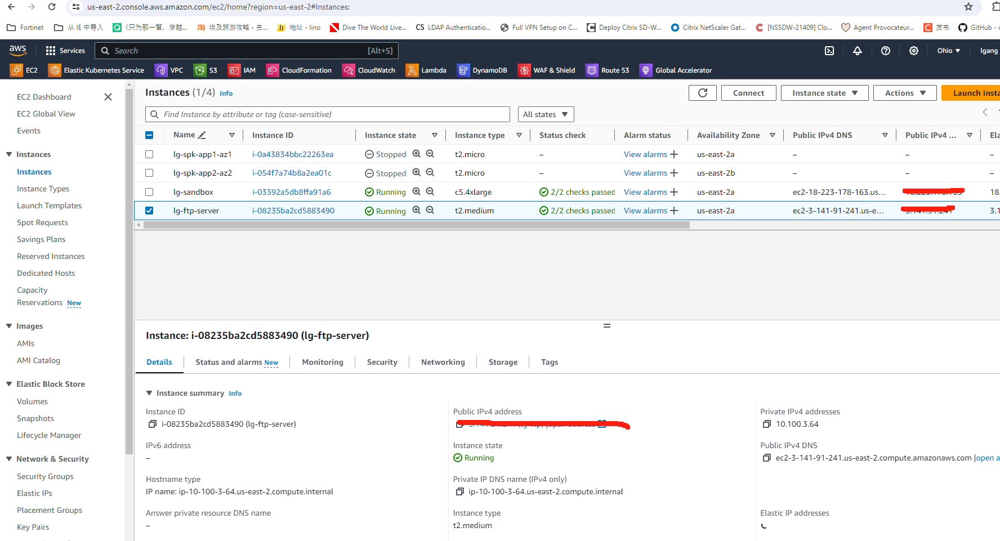 us-east-2.console.aws.amazon.com/ec2/home?region=us-east-2#Instances:
Fortinet 从 IE 中导入 《只为那一瞥，穿越... 埃及旅游攻略 - 去... 地址 - lino Dive The World Live... CS LDAP Authenticatio... Full VPN Setup on C... Deploy Citrix SD-W... Citrix NetScaler Gat... [NSSDW-21409] Clo... Agent Provocateur... 发布 GitHub -
aws Services Search [Alt+S] Ohio lgang
EC2 Elastic Kubernetes Service VPC S3 IAM CloudFormation CloudWatch Lambda DynamoDB WAF & Shield Route 53 Global Accelerator
EC2 Dashboard
EC2 Global View
Events
Instances
Instances
Instance Types
Launch Templates
Spot Requests
Savings Plans
Reserved Instances
Dedicated Hosts
Capacity
Reservations New
Images
AMIs
AMI Catalog
Elastic Block Store
Volumes
Snapshots
Lifecycle Manager
Network & Security
Security Groups
Elastic IPs
Placement Groups
Key Pairs
Instances (1/4) Info Connect Instance state Actions Launch insta
Find Instance by attribute or tag (case-sensitive) All states
Name Instance ID Instance state Instance type Status check Alarm status Availability Zone Public IPv4 DNS Public IPv4 ... Ela
lg-spk-app1-az1 i-0a43834bbc22263ea Stopped t2.micro – View alarms + us-east-2a – – –
lg-spk-app2-az2 i-054f7a74b8a2ea01c Stopped t2.micro – View alarms + us-east-2b – – –
lg-sandbox i-03392a5db8ffa91a6 Running c5.4xlarge 2/2 checks passed View alarms + us-east-2a ec2-18-223-178-163.us... 18.
lg-ftp-server i-08235ba2cd5883490 Running t2.medium 2/2 checks passed View alarms + us-east-2a ec2-3-141-91-241.us-e... 3.1
Instance: i-08235ba2cd5883490 (lg-ftp-server)
Details Status and alarms New Monitoring Security Networking Storage Tags
Instance summary Info
Instance ID
i-08235ba2cd5883490 (lg-ftp-server)
Public IPv4 address
Private IPv4 addresses
10.100.3.64
IPv6 address
–
Instance state
Running
Public IPv4 DNS
ec2-3-141-91-241.us-east-2.compute.amazonaws.com |open a
Hostname type
IP name: ip-10-100-3-64.us-east-2.compute.internal
Private IP DNS name (IPv4 only)
ip-10-100-3-64.us-east-2.compute.internal
Answer private resource DNS name
–
Instance type
t2.medium
Elastic IP addresses